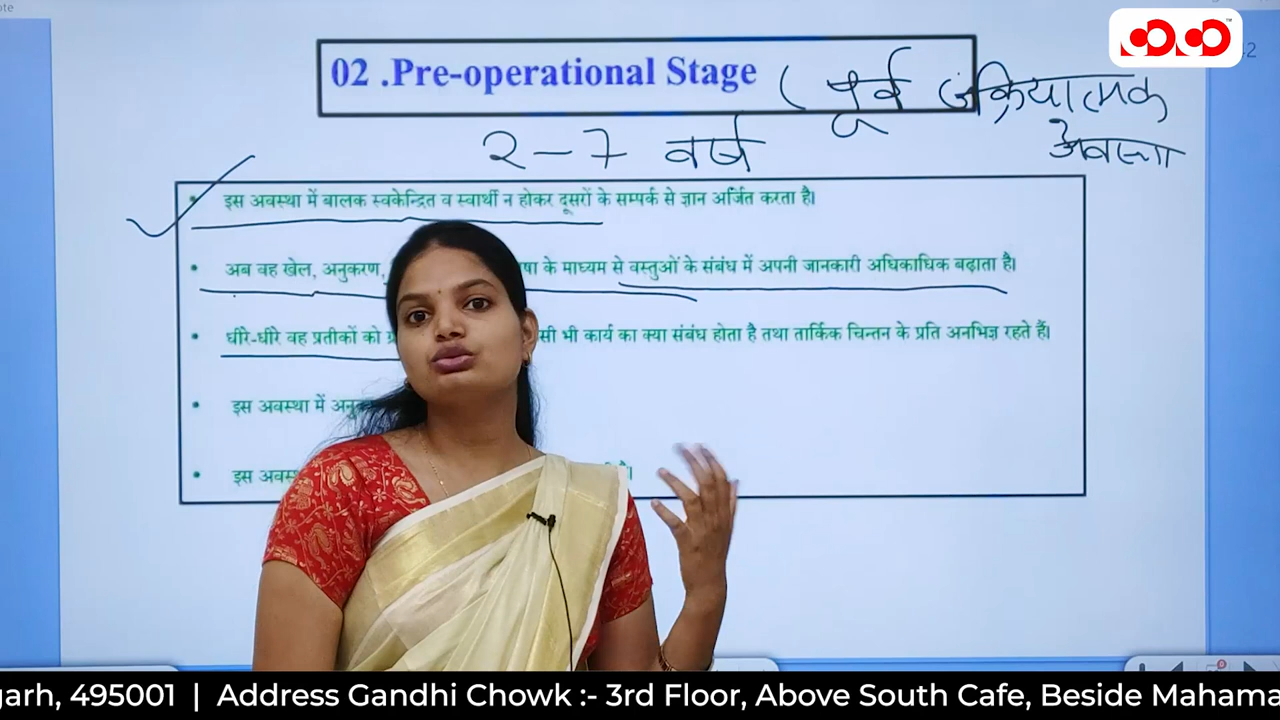 02 .Pre-operational Stage ( पूर्व संक्रियात्मक
अवस्था
2-7 वर्ष
• इस अवस्था में बालक स्वकेन्द्रित व स्वार्थी न होकर दूसरों के सम्पर्क से ज्ञान अर्जित करता है।
• अब वह खेल, अनुकरण, के माध्यम से वस्तुओं के संबंध में अपनी जानकारी अधिकाधिक बढ़ाता है।
• धीरे-धीरे वह प्रतीकों को भी कार्य का क्या संबंध होता है तथा तार्किक चिन्तन के प्रति अनभिज्ञ रहते हैं।
• इस अवस्था में
• इस
garh, 495001 | Address Gandhi Chowk :- 3rd Floor, Above South Cafe, Beside Mahama